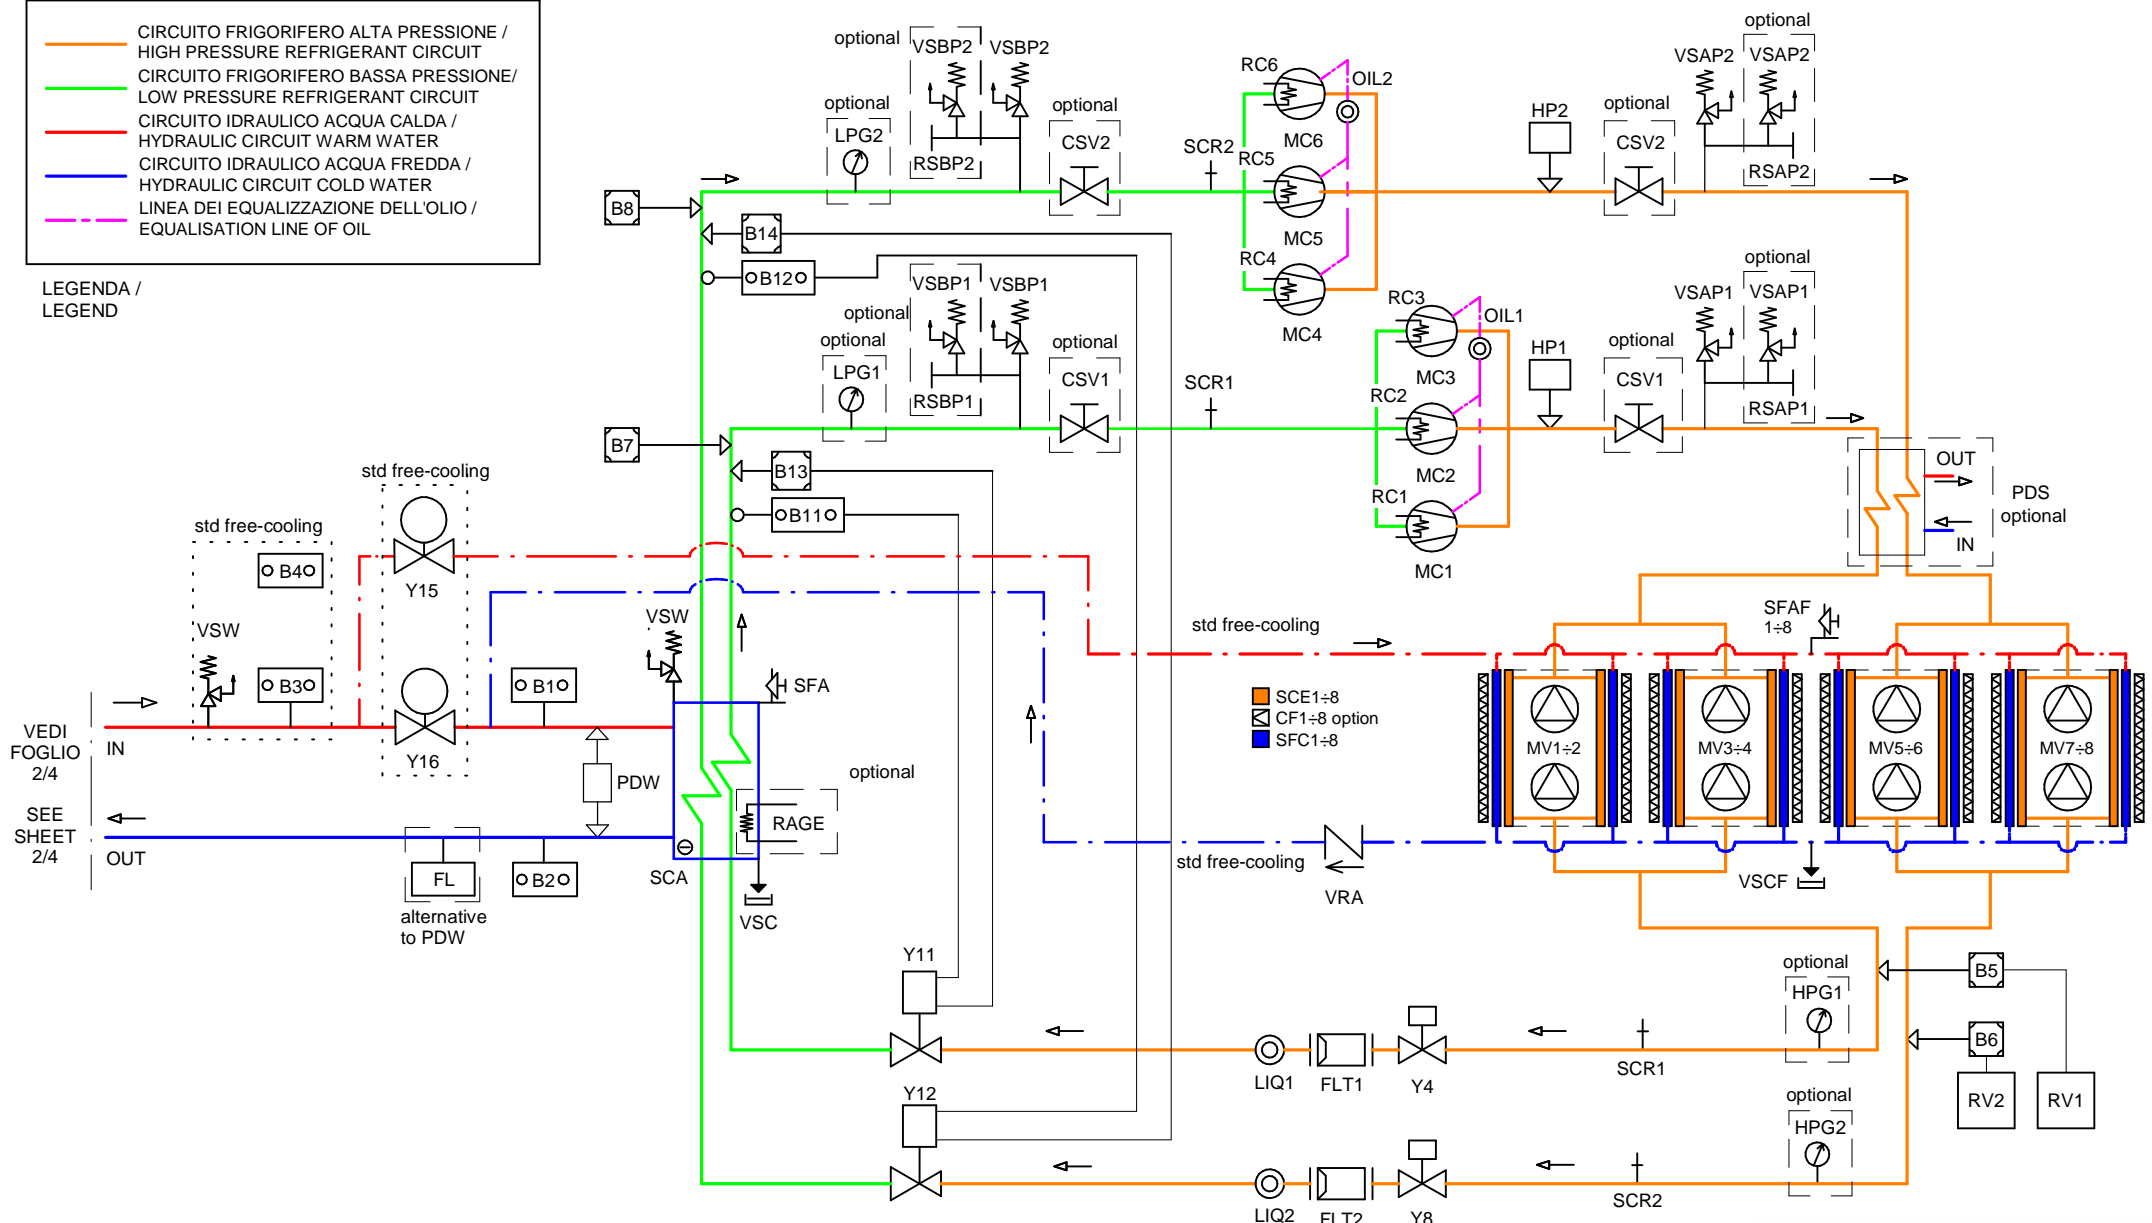 CIRCUITO FRIGORIFERO ALTA PRESSIONE /
HIGH PRESSURE REFRIGERANT CIRCUIT
CIRCUITO FRIGORIFERO BASSA PRESSIONE/
LOW PRESSURE REFRIGERANT CIRCUIT
CIRCUITO IDRAULICO ACQUA CALDA /
HYDRAULIC CIRCUIT WARM WATER
CIRCUITO IDRAULICO ACQUA FREDDA /
HYDRAULIC CIRCUIT COLD WATER
LINEA DEI EQUALIZZAZIONE DELL'OLIO /
EQUALISATION LINE OF OIL
LEGENDA /
LEGEND
optional
VSBP2
VSBP2
optional
LPG2
RSBP2
optional
CSV2
SCR2
RC6
OIL2
MC6
RC5
MC5
RC4
MC4
HP2
optional
CSV2
VSAP2
optional
VSAP2
RSAP2
B8
B14
B12
VSBP1
VSBP1
optional
optional
LPG1
RSBP1
optional
CSV1
SCR1
RC3
OIL1
MC3
RC2
MC2
RC1
MC1
HP1
optional
CSV1
VSAP1
optional
VSAP1
RSAP1
B7
B13
B11
OUT
IN
PDS
optional
std free-cooling
std free-cooling
B4
Y15
VSW
B3
Y16
B1
VSW
SFA
VEDI
FOGLIO
2/4
IN
SEE
SHEET
2/4
OUT
PDW
optional
RAGE
FL
B2
SCA
VSC
alternative
to PDW
std free-cooling
SFAF
1÷8
SCE1÷8
CF1÷8 option
SFC1÷8
MV1÷2
MV3÷4
MV5÷6
MV7÷8
std free-cooling
VRA
VSCF
Y11
optional
HPG1
B5
LIQ1
FLT1
Y4
SCR1
B6
RV2
RV1
Y12
optional
HPG2
LIQ2
FLT2
Y8
SCR2